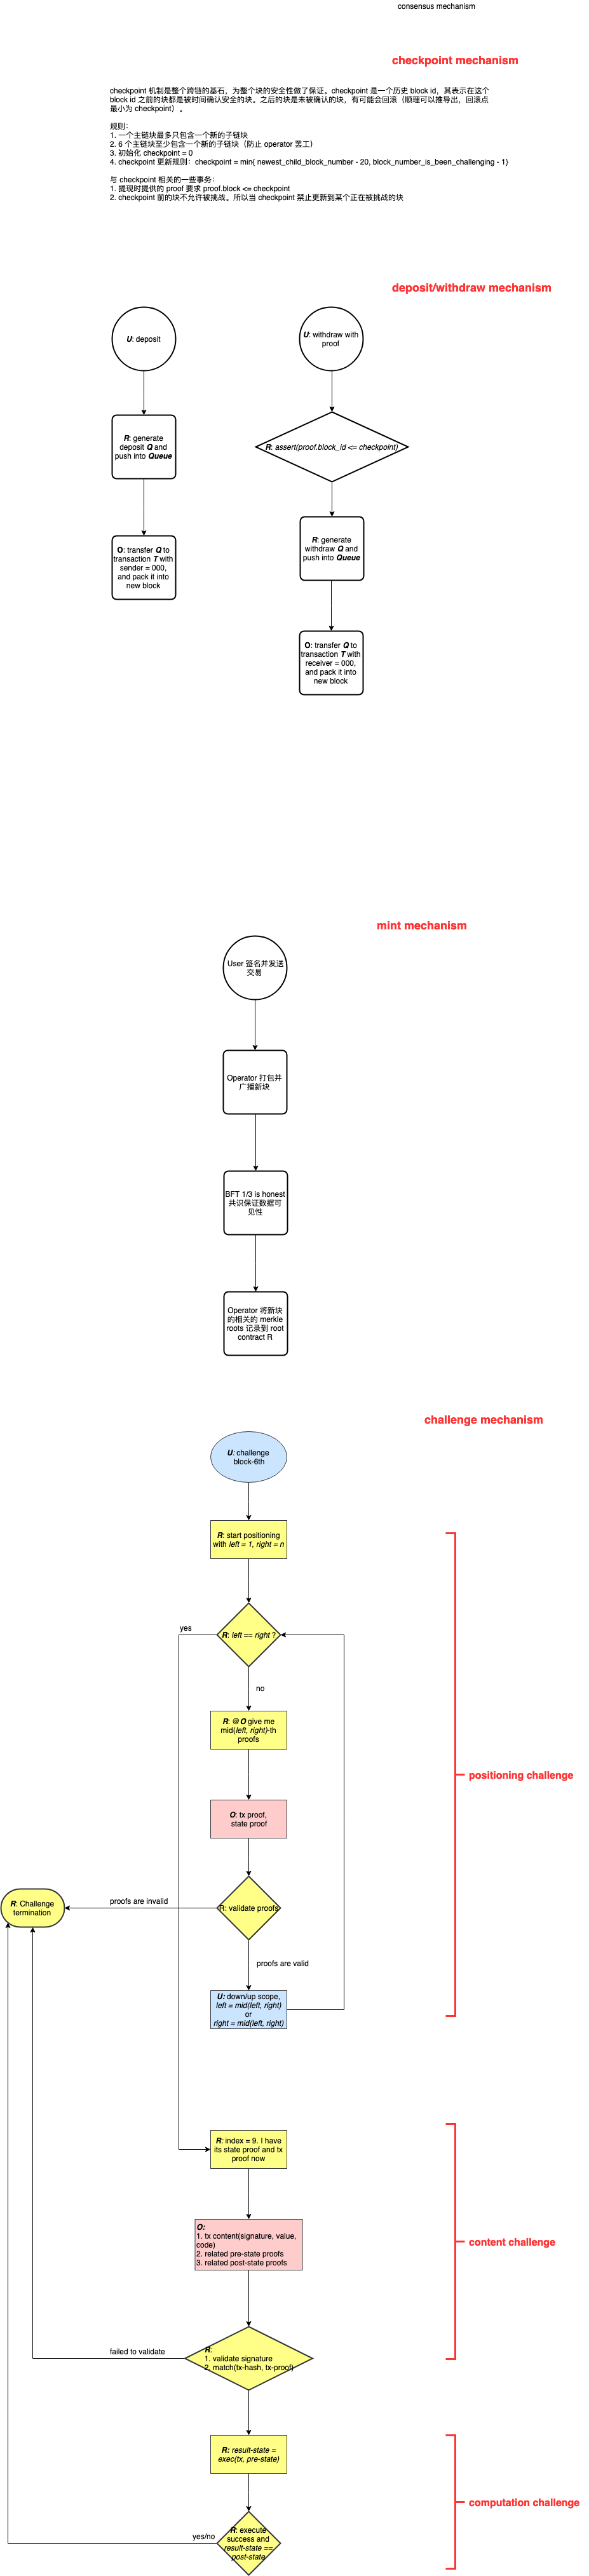 consensus mechanism
checkpoint mechanism
checkpoint 机制是整个跨链的基石，为整个块的安全性做了保证。checkpoint 是一个历史 block id，其表示在这个
block id 之前的块都是被时间确认安全的块。之后的块是未被确认的块，有可能会回滚（顺理可以推导出，回滚点
最小为 checkpoint）。
规则：
1. 一个主链块最多只包含一个新的子链块
2. 6 个主链块至少包含一个新的子链块（防止 operator 罢工）
3. 初始化 checkpoint = 0
4. checkpoint 更新规则：checkpoint = min{ newest_child_block_number - 20, block_number_is_been_challenging - 1}
与 checkpoint 相关的一些事务：
1. 提现时提供的 proof 要求 proof.block <= checkpoint
2. checkpoint 前的块不允许被挑战。所以当 checkpoint 禁止更新到某个正在被挑战的块
deposit/withdraw mechanism
U: deposit
R: generate
deposit Q and
push into Queue
O: transfer Q to
transaction T with
sender = 000,
and pack it into
new block
U: withdraw with
proof
R: assert(proof.block_id <= checkpoint)
R: generate
withdraw Q and
push into Queue
O: transfer Q to
transaction T with
receiver = 000,
and pack it into
new block
mint mechanism
User 签名并发送
交易
Operator 打包并
广播新块
BFT 1/3 is honest
共识保证数据可
见性
Operator 将新块
的相关的 merkle
roots 记录到 root
contract R
challenge mechanism
U: challenge
block-6th
R: start positioning
with left = 1, right = n
R: left == right ?
yes
no
R: @O give me
mid(left, right)-th
proofs
O: tx proof,
state proof
R: validate proofs
proofs are invalid
R: Challenge
termination
proofs are valid
U: down/up scope,
left = mid(left, right)
or
right = mid(left, right)
positioning challenge
R: index = 9. I have
its state proof and tx
proof now
O:
1. tx content(signature, value,
code)
2. related pre-state proofs
3. related post-state proofs
content challenge
R:
1. validate signature
2. match(tx-hash, tx-proof)
failed to validate
R: result-state =
exec(tx, pre-state)
computation challenge
R: execute
success and
result-state ==
post-state
yes/no